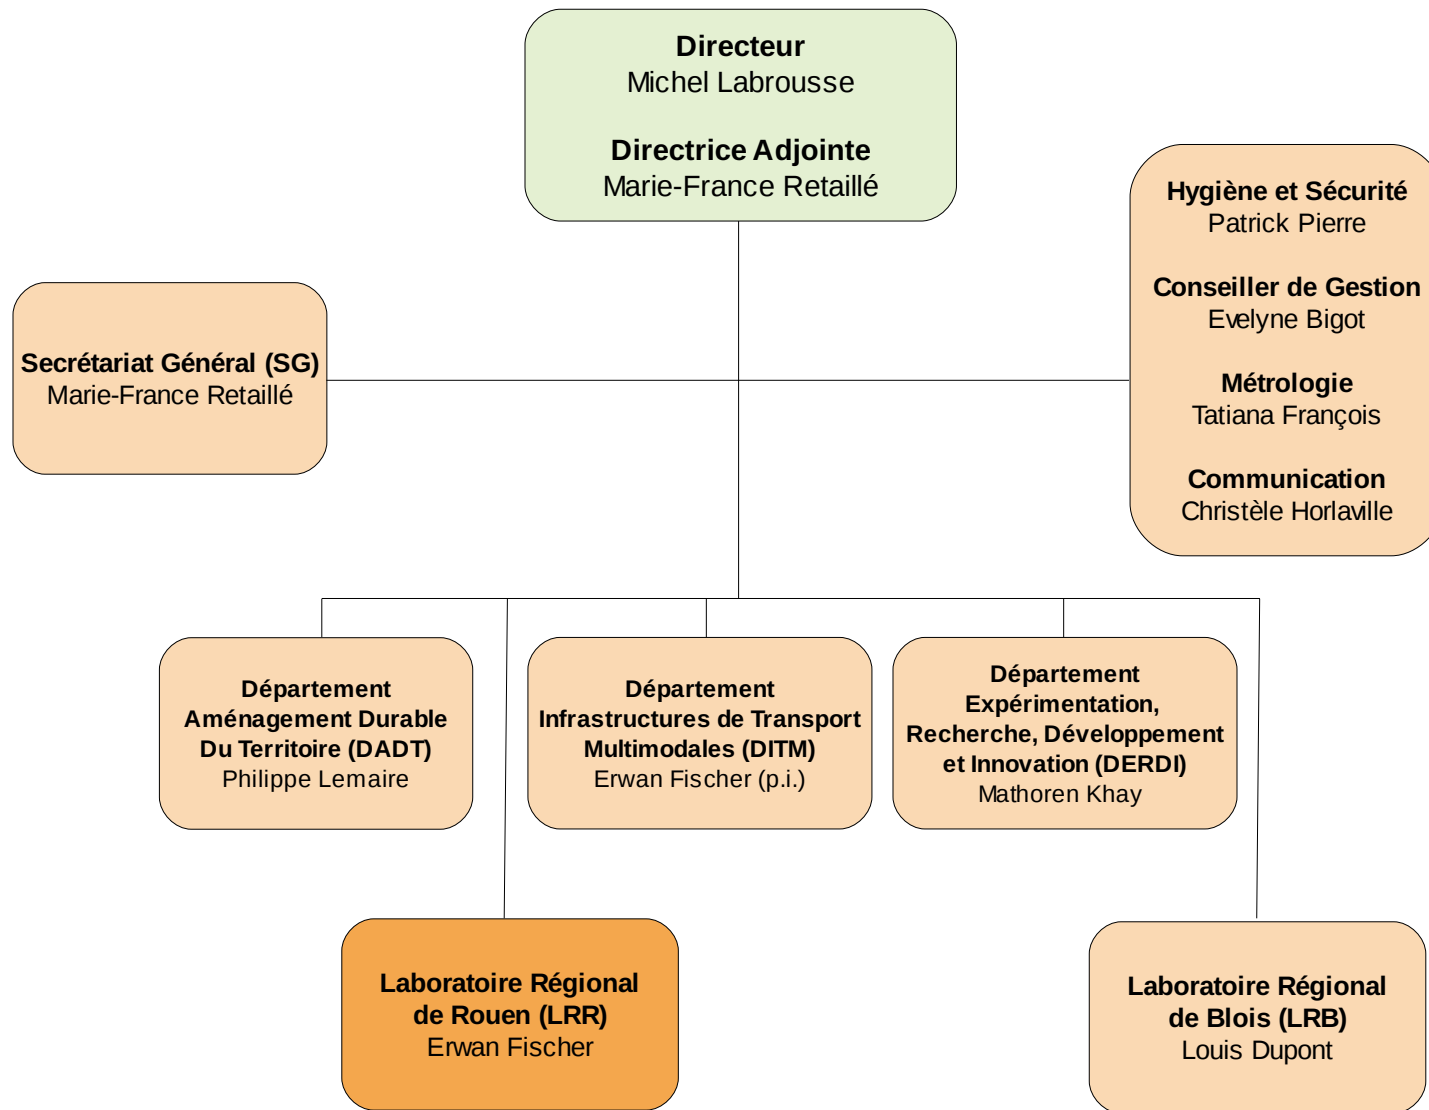 Directeur
Michel Labrousse
Directrice Adjointe
Marie-France Retaillé
Hygiène et Sécurité
Patrick Pierre
Conseiller de Gestion
Evelyne Bigot
Métrologie
Tatiana François
Communication
Christèle Horlaville
Secrétariat Général (SG)
Marie-France Retaillé
Département
Aménagement Durable
Du Territoire (DADT)
Philippe Lemaire
Département
Infrastructures de Transport
Multimodales (DITM)
Erwan Fischer (p.i.)
Département
Expérimentation,
Recherche, Développement
et Innovation (DERDI)
Mathoren Khay
Laboratoire Régional
de Rouen (LRR)
Erwan Fischer
Laboratoire Régional
de Blois (LRB)
Louis Dupont